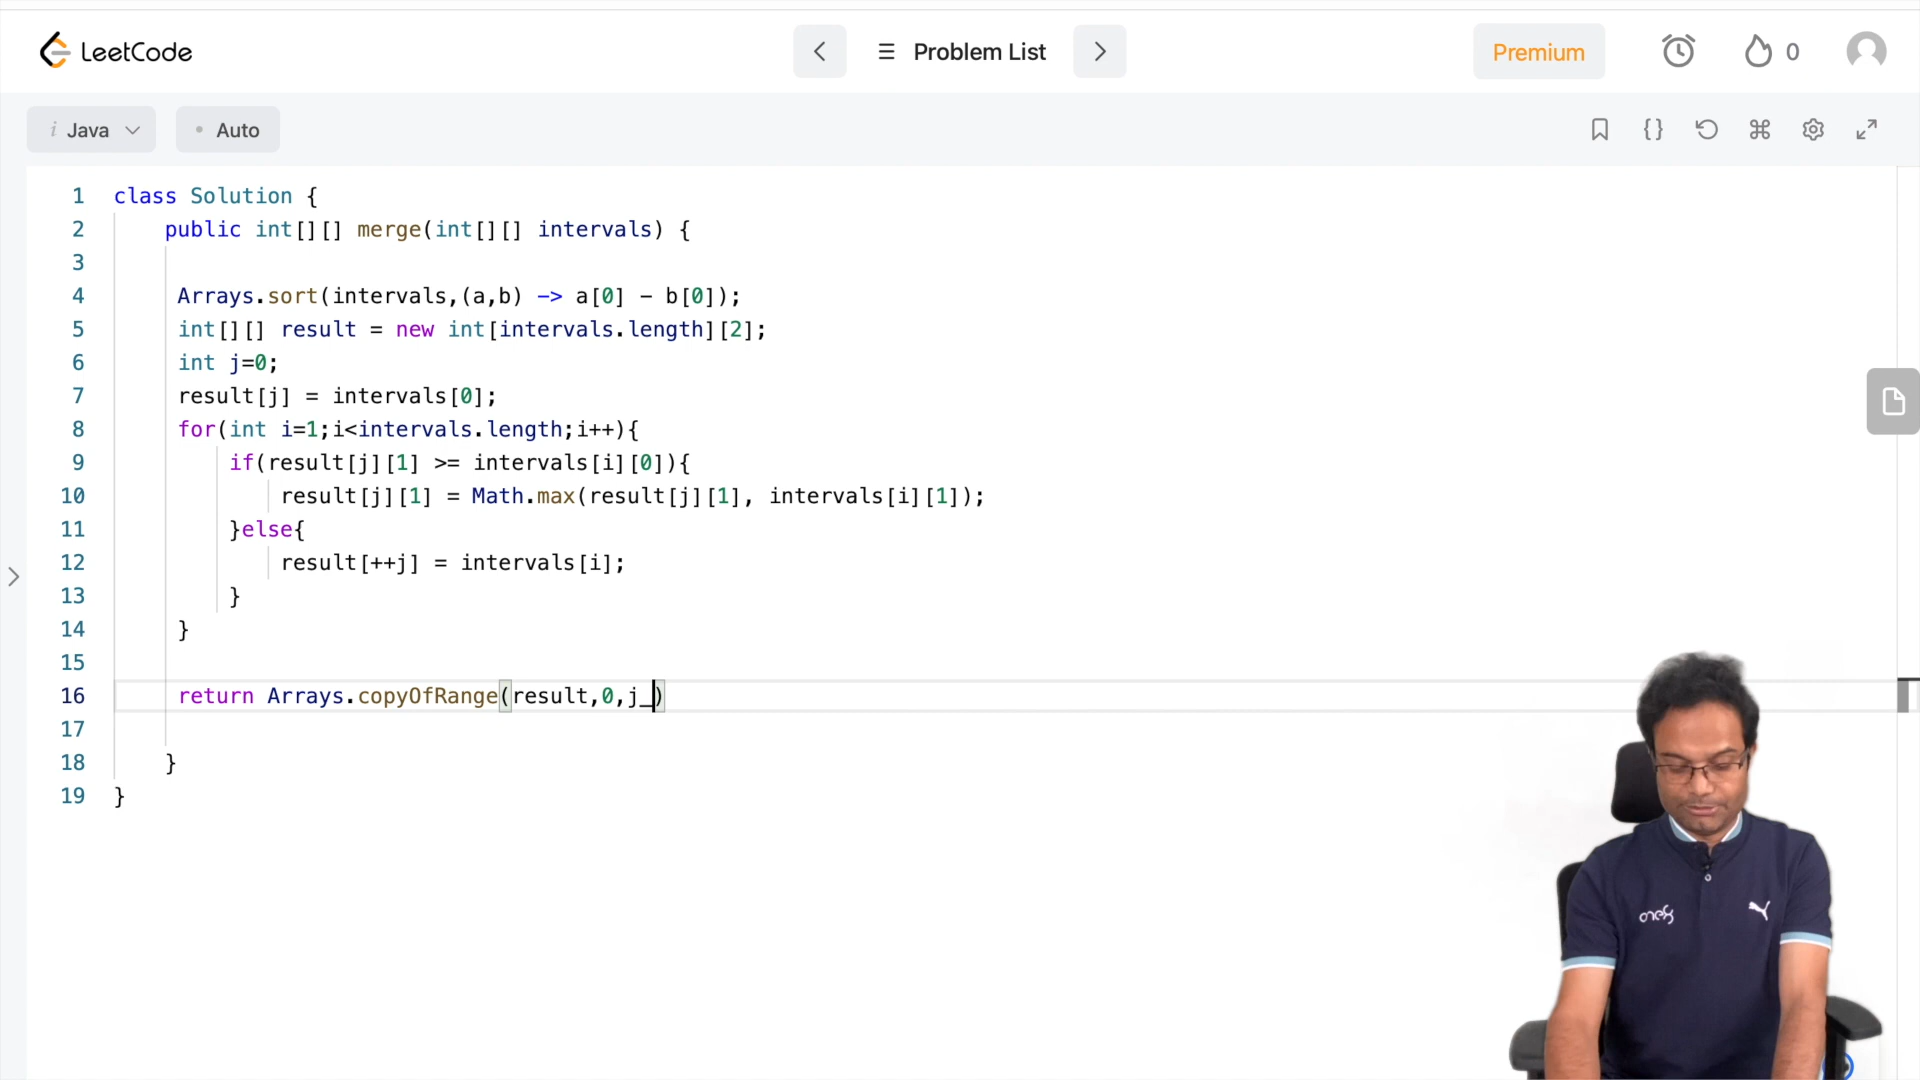 LeetCode
Problem List
Premium
0
i Java
Auto
1 class Solution {
2 public int[][] merge(int[][] intervals) {
3
4 Arrays.sort(intervals,(a,b) -> a[0] - b[0]);
5 int[][] result = new int[intervals.length][2];
6 int j=0;
7 result[j] = intervals[0];
8 for(int i=1;i<intervals.length;i++){
9 if(result[j][1] >= intervals[i][0]){
10 result[j][1] = Math.max(result[j][1], intervals[i][1]);
11 }else{
12 result[++j] = intervals[i];
13 }
14 }
15
16 return Arrays.copyOfRange(result,0,j_)
17
18 }
19 }